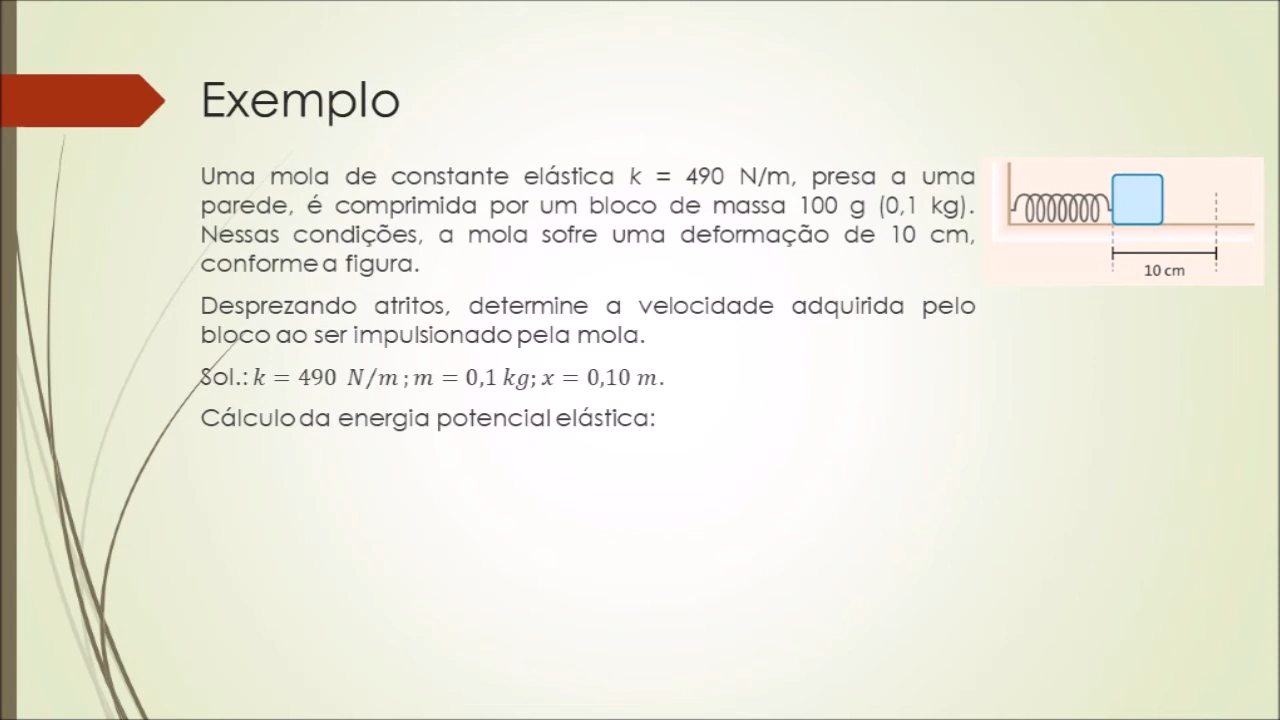 Exemplo
Uma mola de constante elástica k = 490 N/m, presa a uma
parede, é comprimida por um bloco de massa 100 g (0,1 kg).
Nessas condições, a mola sofre uma deformação de 10 cm,
conforme a figura.
10 cm
Desprezando atritos, determine a velocidade adquirida pelo
bloco ao ser impulsionado pela mola.
Sol.: k = 490 N/m ; m = 0,1 kg; x = 0,10 m.
Cálculo da energia potencial elástica: